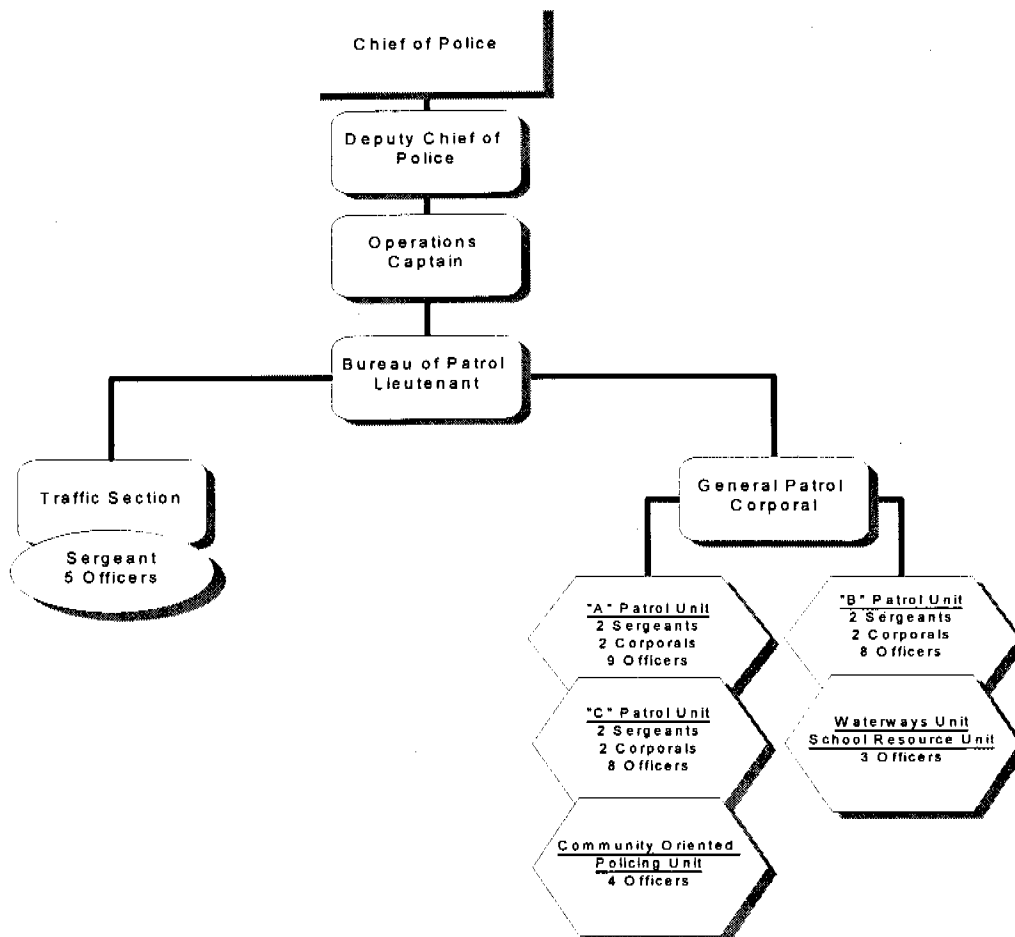 Chief of Police
Deputy Chief of
Police
Operations
Captain
Bureau of Patrol
Lieutenant
Traffic Section
Sergeant
5 Officers
General Patrol
Corporal
"A" Patrol Unit
2 Sergeants
2 Corporals
9 Officers
"B" Patrol Unit
2 Sergeants
2 Corporals
8 Officers
"C" Patrol Unit
2 Sergeants
2 Corporals
8 Officers
Waterways Unit
School Resource Unit
3 Officers
Community Oriented
Policing Unit
4 Officers